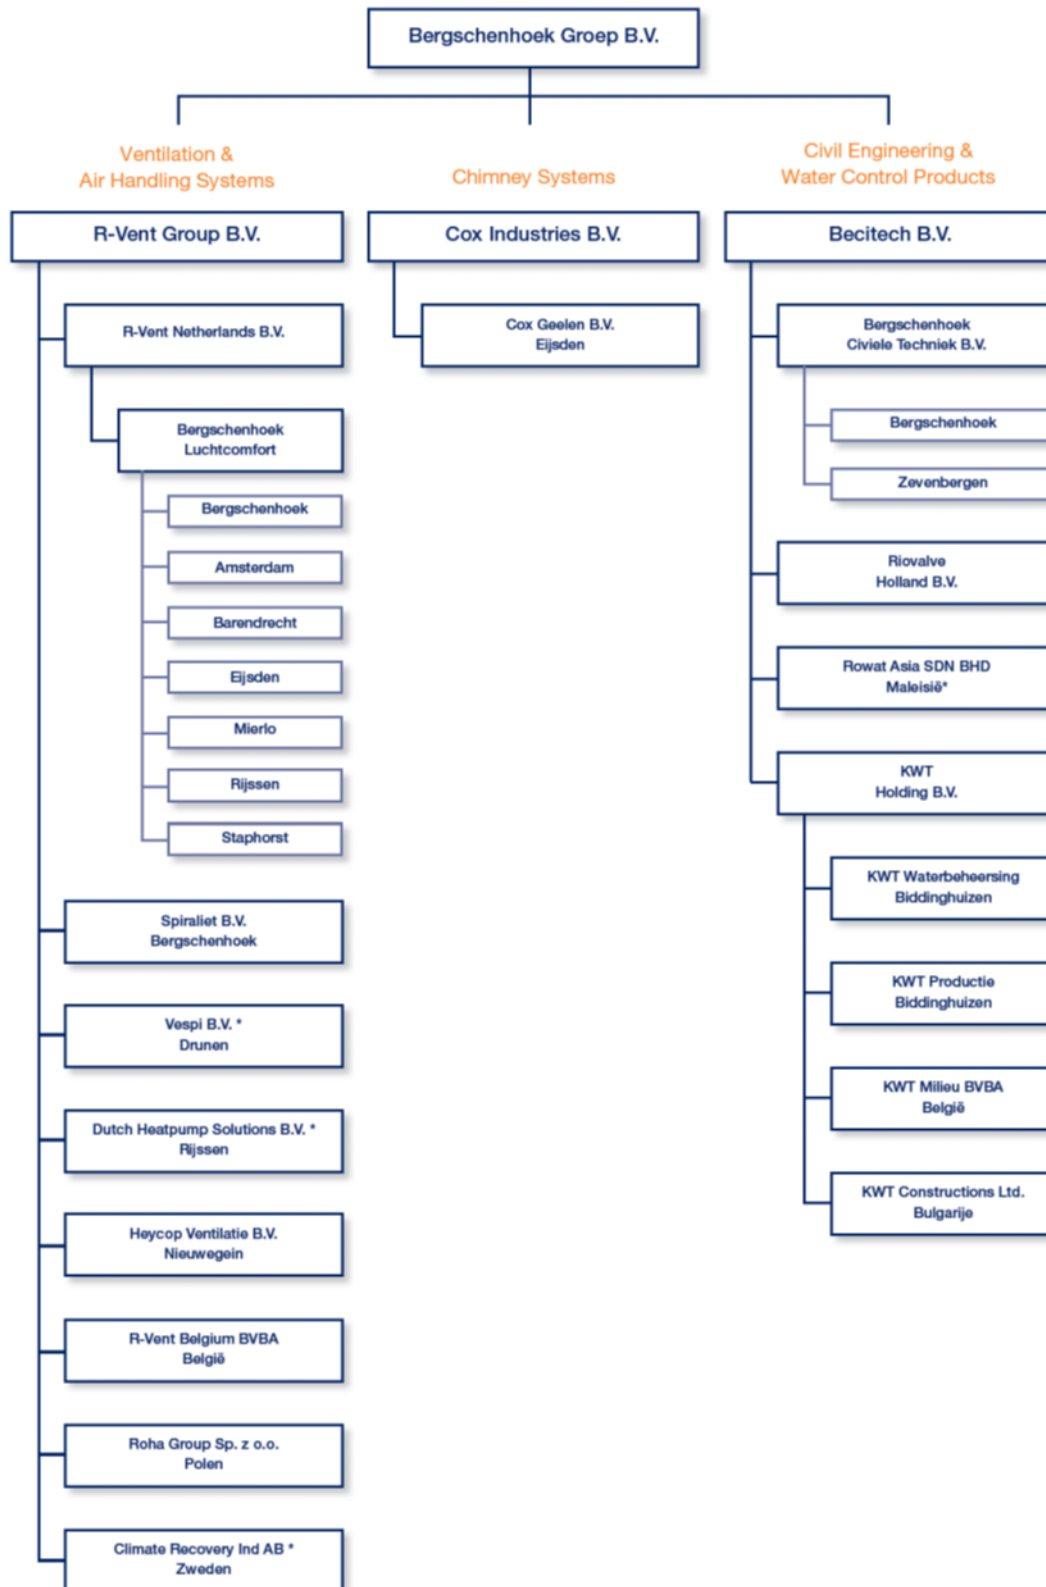 Bergschenhoek Groep B.V.
Ventilation &
Air Handling Systems
R-Vent Group B.V.
R-Vent Netherlands B.V.
Bergschenhoek
Luchtcomfort
Bergschenhoek
Amsterdam
Barendrecht
Eijsden
Mierlo
Rijssen
Staphorst
Spiraliet B.V.
Bergschenhoek
Vespi B.V. *
Drunen
Dutch Heatpump Solutions B.V. *
Rijssen
Heycop Ventilatie B.V.
Nieuwegein
R-Vent Belgium BVBA
België
Roha Group Sp. z o.o.
Polen
Climate Recovery Ind AB *
Zweden
Chimney Systems
Cox Industries B.V.
Cox Geelen B.V.
Eijsden
Civil Engineering &
Water Control Products
Becitech B.V.
Bergschenhoek
Civiele Techniek B.V.
Bergschenhoek
Zevenbergen
Riovalve
Holland B.V.
Rowat Asia SDN BHD
Maleisië*
KWT
Holding B.V.
KWT Waterbeheersing
Biddinghuizen
KWT Productie
Biddinghuizen
KWT Milieu BVBA
België
KWT Constructions Ltd.
Bulgarije